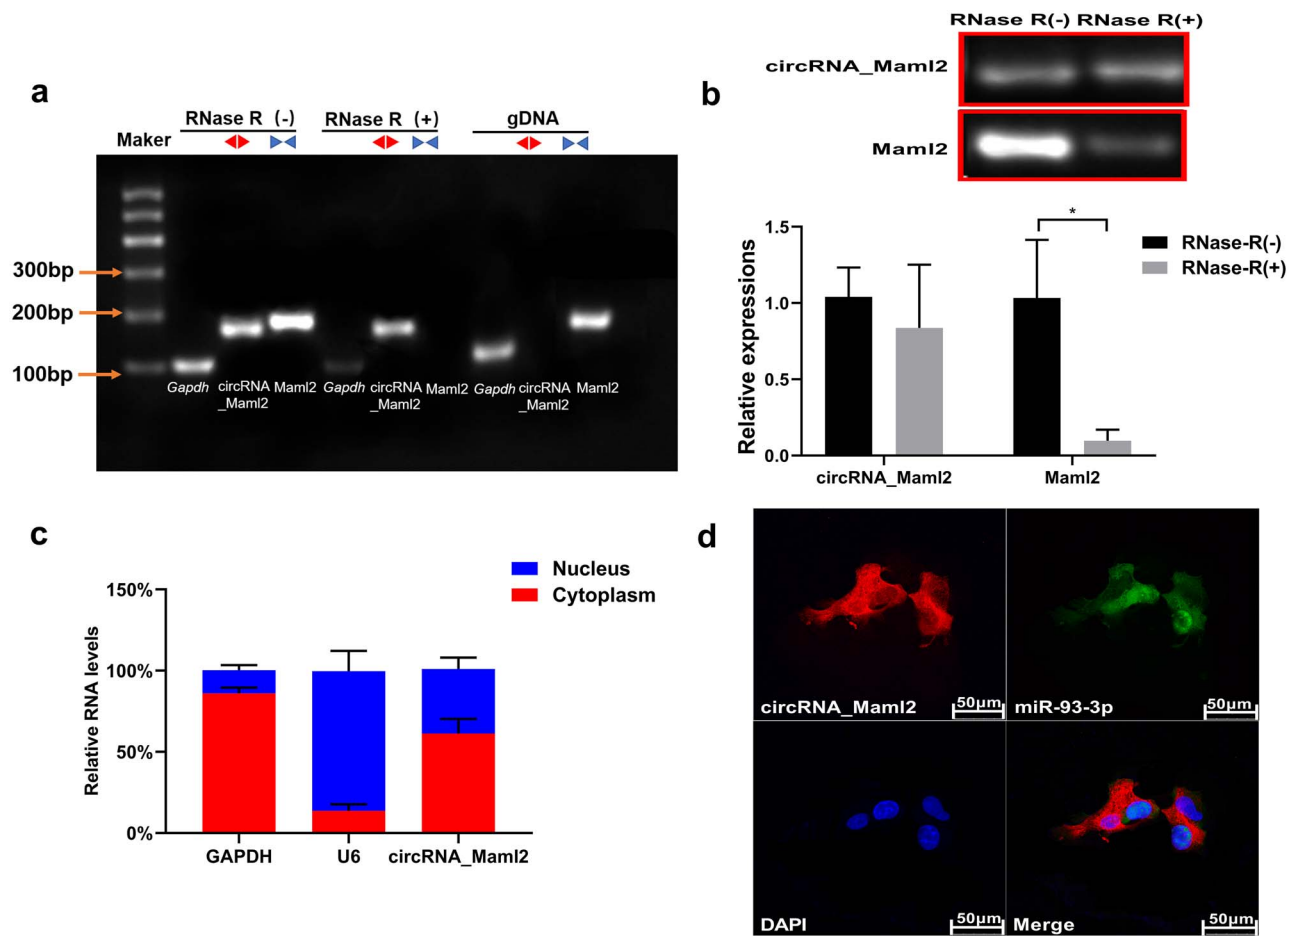 a
RNase R (-)
RNase R (+)
gDNA
Maker
300bp
200bp
100bp
Gapdh circRNA Maml2 Gapdh circRNA Maml2 Gapdh circRNA Maml2
_Maml2 _Maml2 _Maml2
b
RNase R(-) RNase R(+)
circRNA_Maml2
Maml2
*
RNase-R(-)
RNase-R(+)
Relative expressions
1.5
1.0
0.5
0.0
circRNA_Maml2
Maml2
c
Nucleus
Cytoplasm
Relative RNA levels
150%
100%
50%
0%
GAPDH
U6
circRNA_Maml2
d
circRNA_Maml2
50μm
miR-93-3p
50μm
DAPI
50μm
Merge
50μm